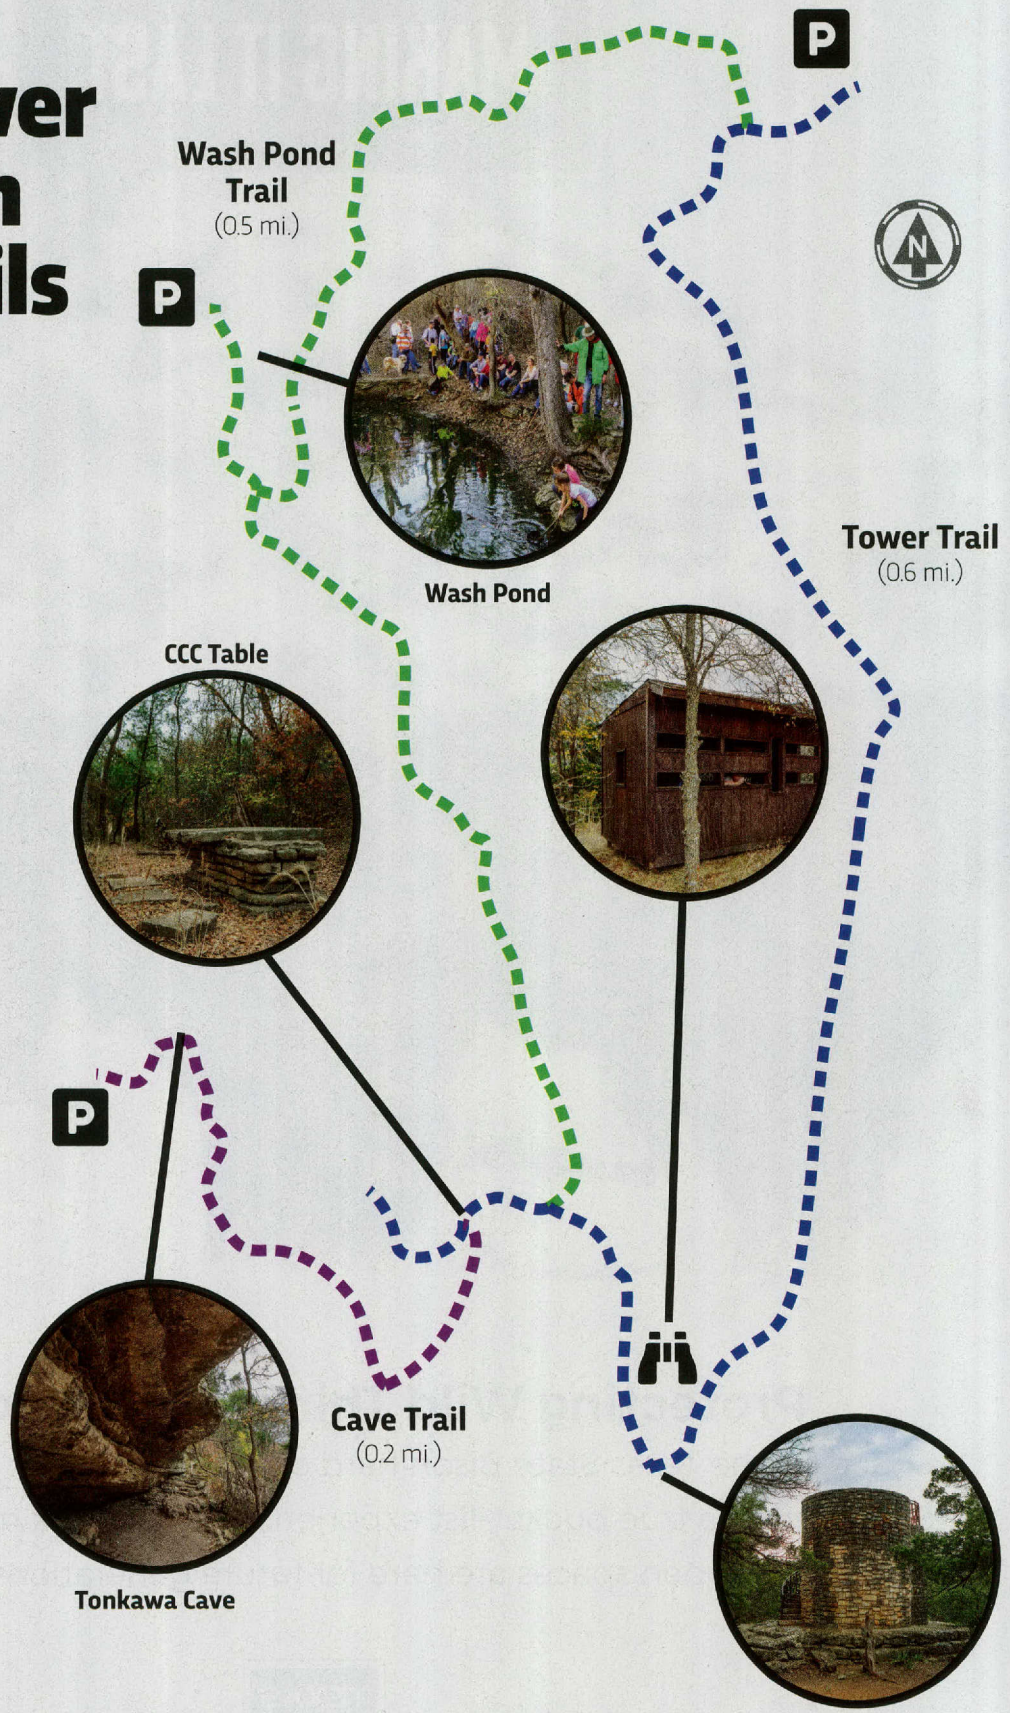 P
ver
Wash Pond
Trail
(0.5 mi.)
n
ils
N
P
Tower Trail
(0.6 mi.)
Wash Pond
CCC Table
P
Cave Trail
(0.2 mi.)
Tonkawa Cave